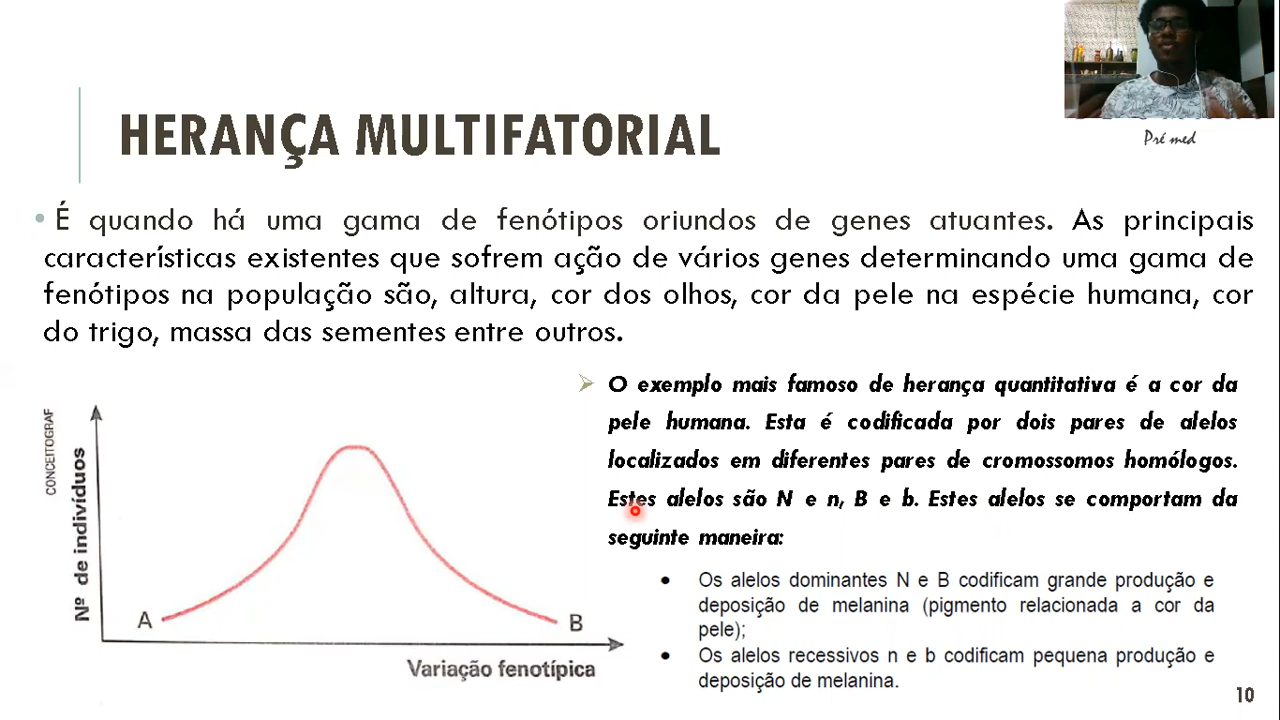 Pré med
HERANÇA MULTIFATORIAL
• É quando há uma gama de fenótipos oriundos de genes atuantes. As principais
características existentes que sofrem ação de vários genes determinando uma gama de
fenótipos na população são, altura, cor dos olhos, cor da pele na espécie humana, cor
do trigo, massa das sementes entre outros.
CONCEITOGRAF
Nº de indivíduos
A
B
Variação fenotípica
O exemplo mais famoso de herança quantitativa é a cor da
pele humana. Esta é codificada por dois pares de alelos
localizados em diferentes pares de cromossomos homólogos.
Estes alelos são N e n, B e b. Estes alelos se comportam da
seguinte maneira:
• Os alelos dominantes N e B codificam grande produção e
deposição de melanina (pigmento relacionada a cor da
pele);
• Os alelos recessivos n e b codificam pequena produção e
deposição de melanina.
10